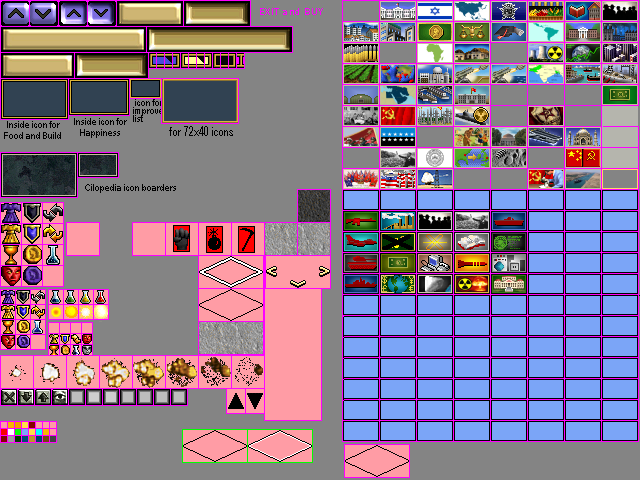 EXIT and BUY
Inside icon for
Food and Build
Inside icon for
Happiness
icon for
improve
list
for 72x40 icons
Cilopedia icon boarders